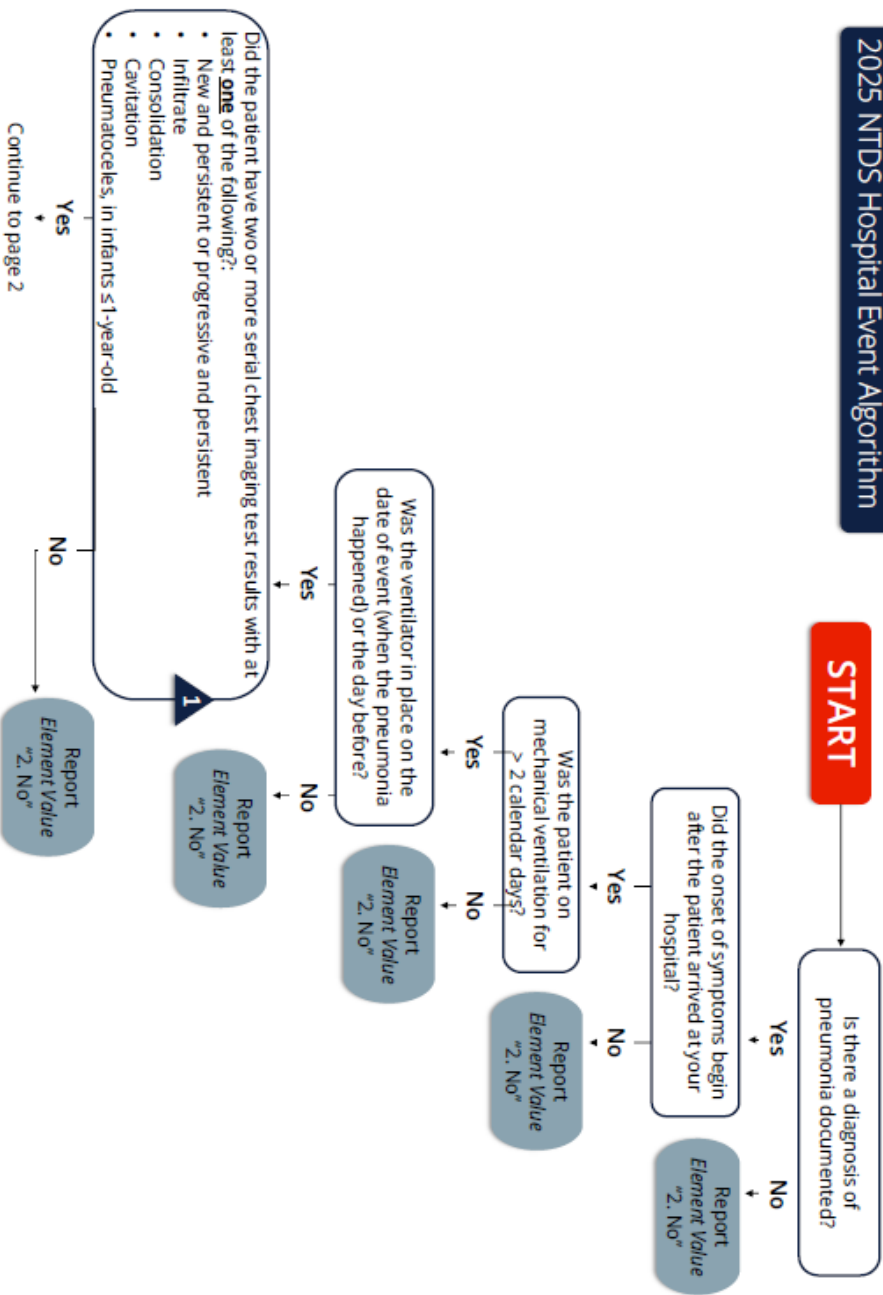 2025 NTDS Hospital Event Algorithm
START
Is there a diagnosis of
pneumonia documented?
Yes
No
Report
Element Value
"2. No"
Did the onset of symptoms begin
after the patient arrived at your
hospital?
Yes
No
Report
Element Value
"2. No"
Was the patient on
mechanical ventilation for
> 2 calendar days?
Yes
No
Report
Element Value
"2. No"
Was the ventilator in place on the
date of event (when the pneumonia
happened) or the day before?
Yes
No
Report
Element Value
"2. No"
Did the patient have two or more serial chest imaging test results with at
least one of the following?:
• New and persistent or progressive and persistent
• Infiltrate
• Consolidation
• Cavitation
• Pneumatoceles, in infants ≤1-year-old
1
Yes
No
Continue to page 2
Report
Element Value
"2. No"